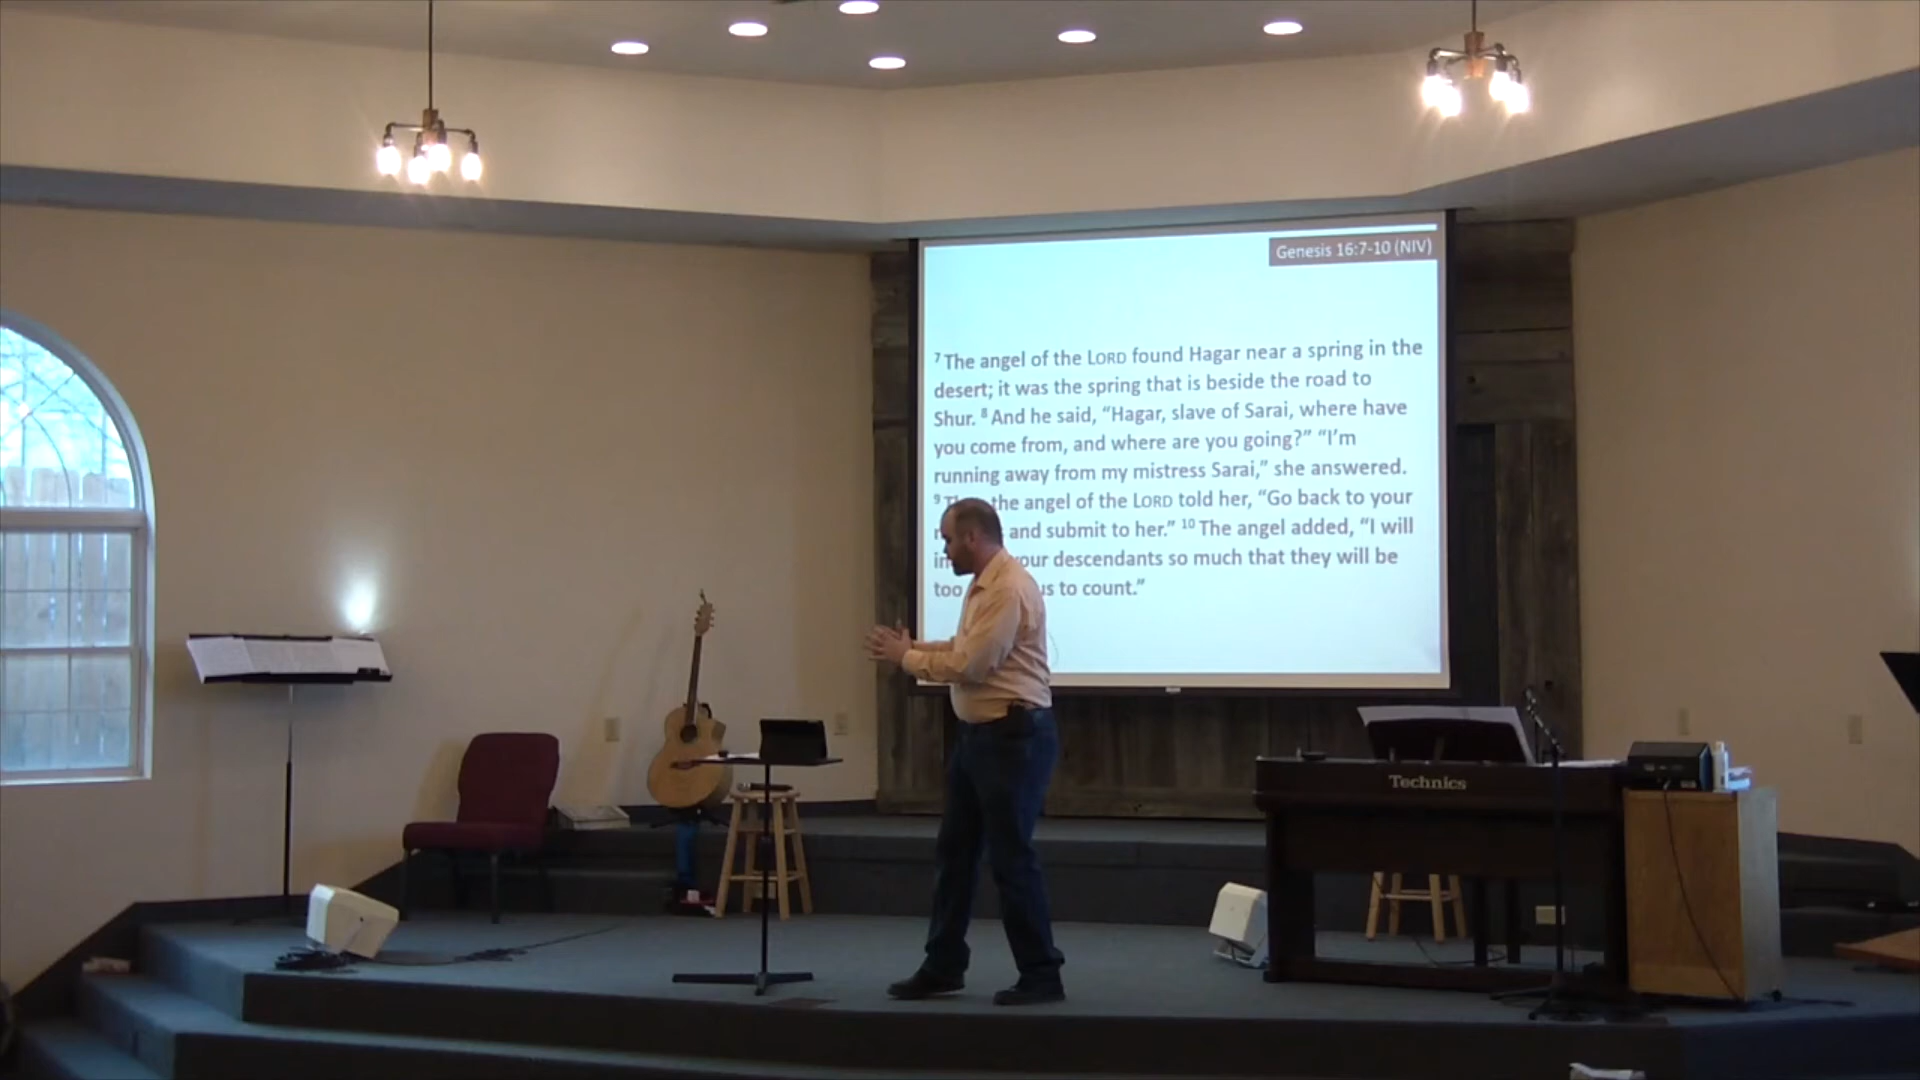 Genesis 16:7-10 (NIV)
7 The angel of the LORD found Hagar near a spring in the
desert; it was the spring that is beside the road to
Shur. 8 And he said, “Hagar, slave of Sarai, where have
you come from, and where are you going?” “I’m
running away from my mistress Sarai,” she answered.
9 the angel of the LORD told her, “Go back to your
and submit to her.” 10 The angel added, “I will
descendants so much that they will be
too to count.”
Technics